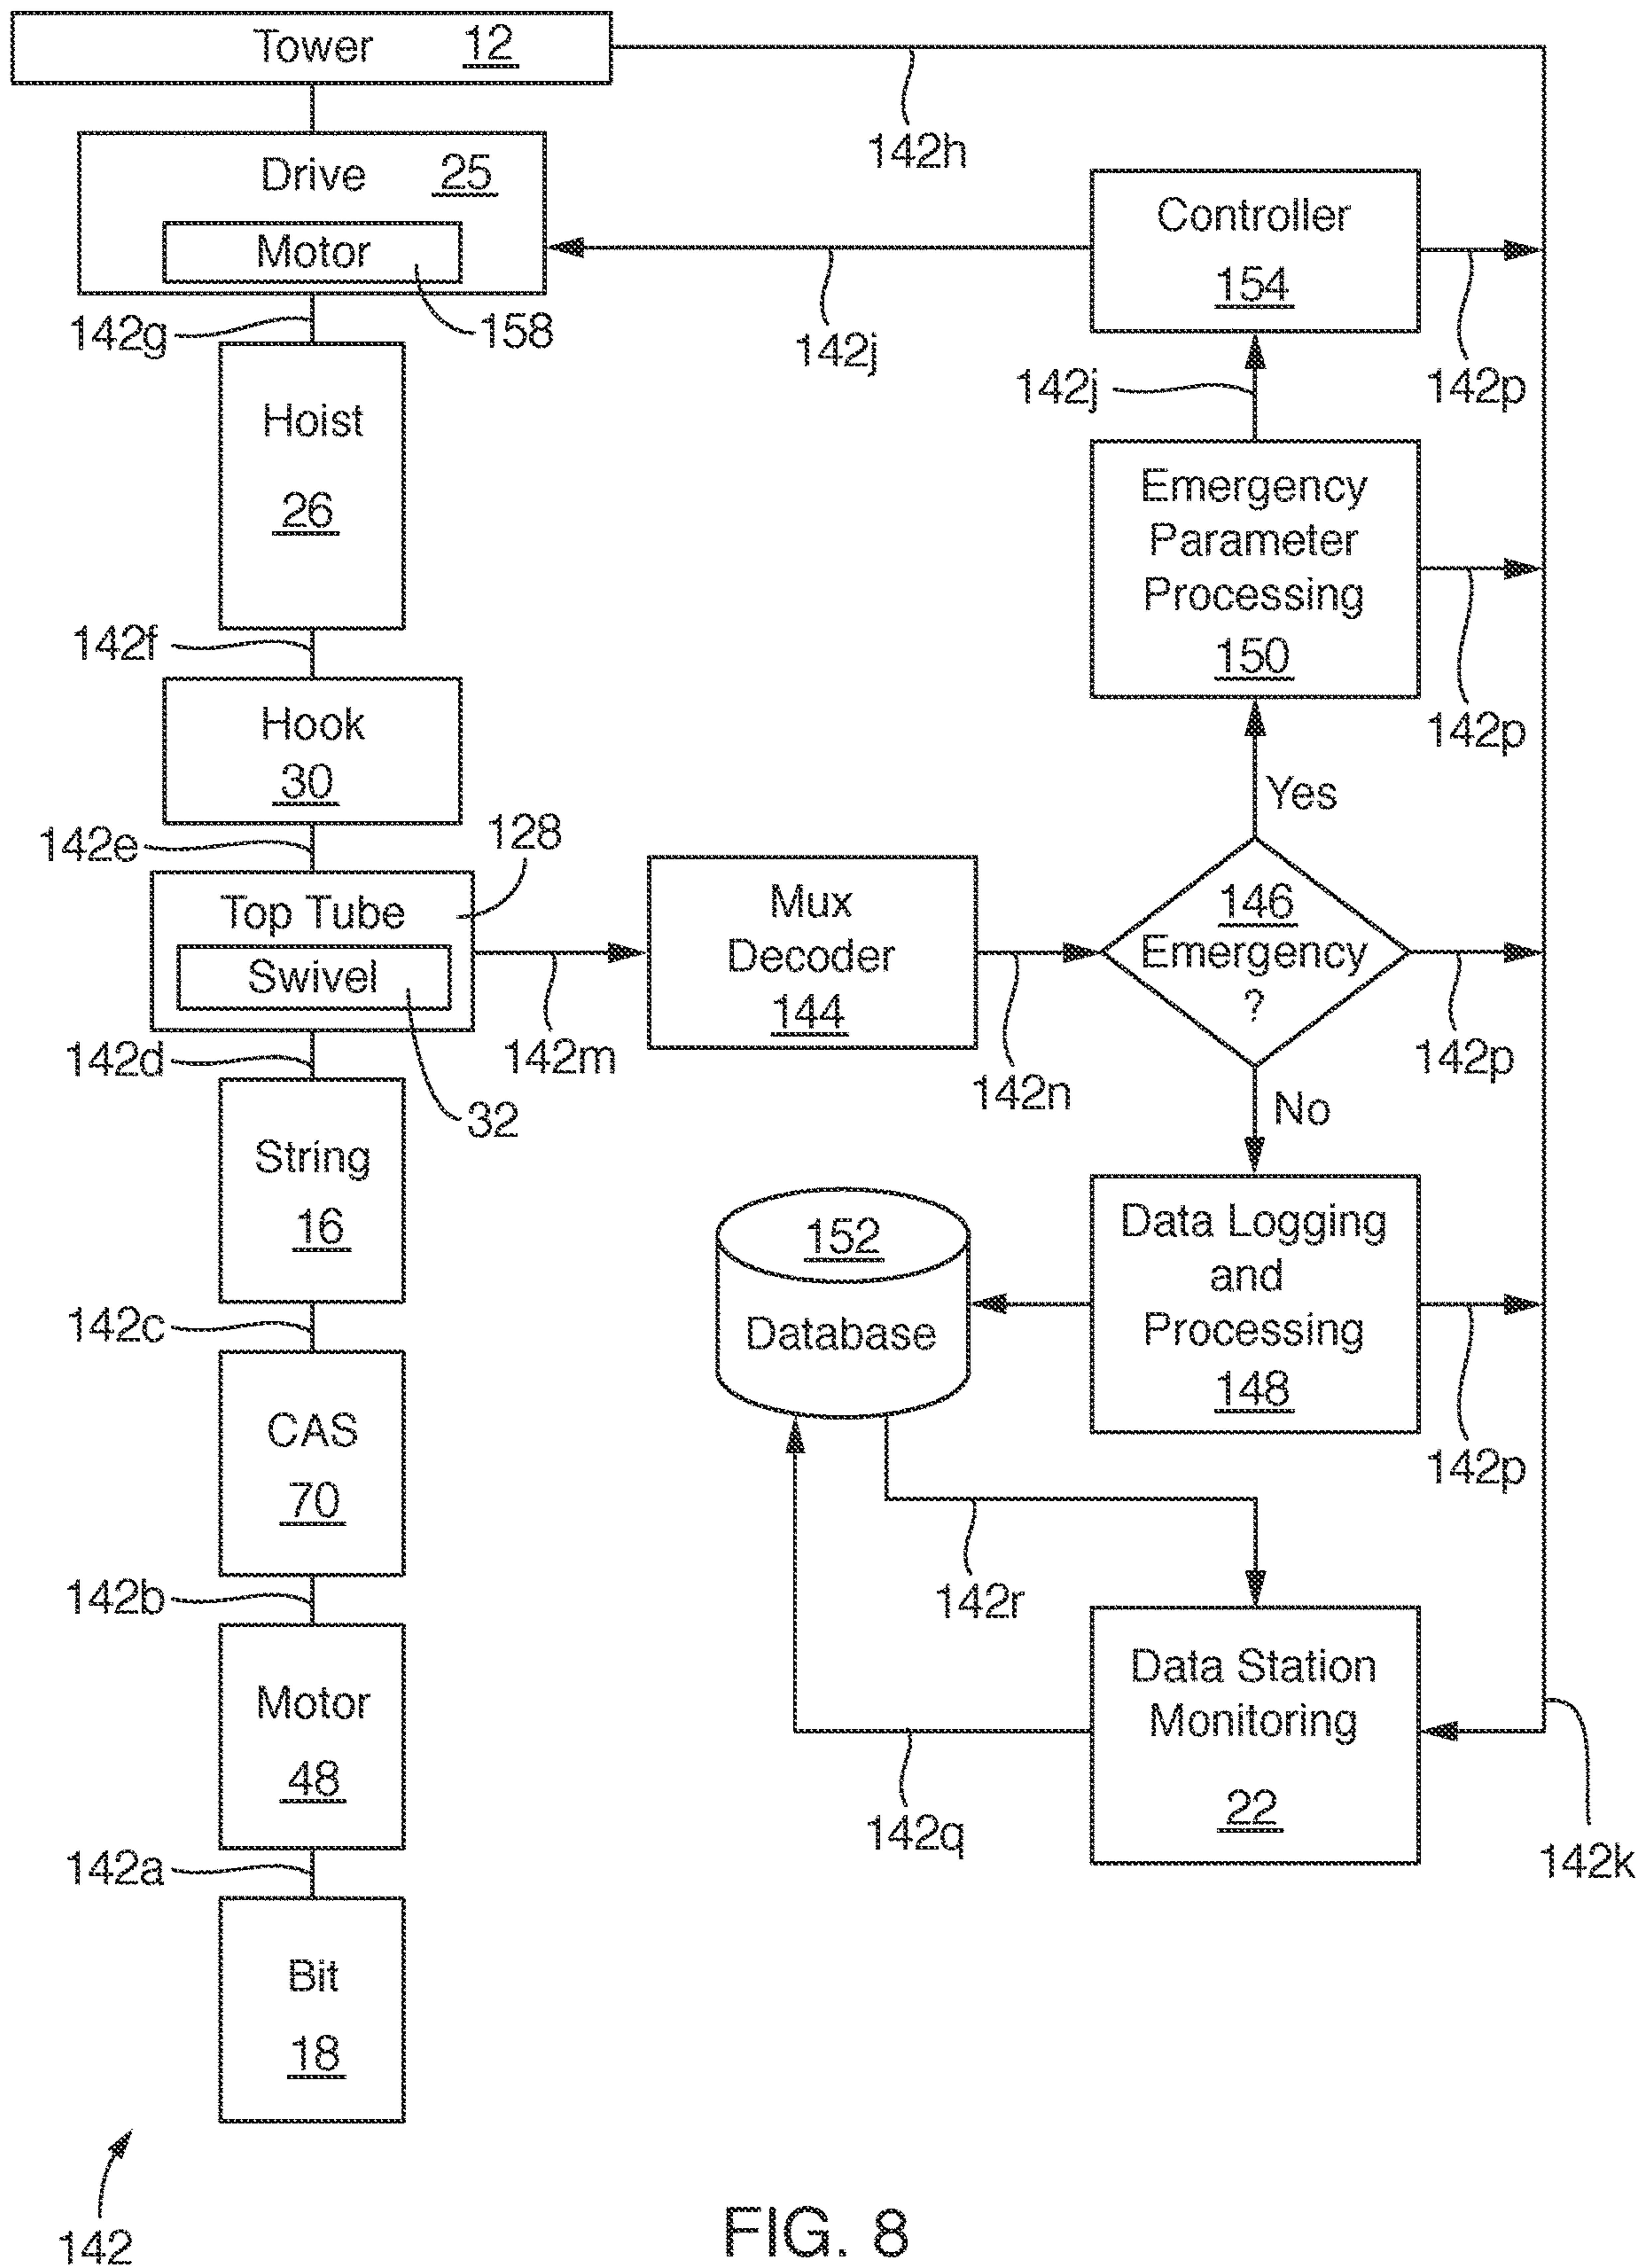 Tower 12
142h
Drive 25
Motor
158
142g
Controller
154
142j
142p
142j
Hoist
26
Emergency
Parameter
Processing
150
142p
142f
Hook
30
Yes
142e
128
Top Tube
Swivel
32
142m
Mux
Decoder
144
142n
146
Emergency
?
142p
No
142d
String
16
152
Database
Data Logging
and
Processing
148
142p
142c
CAS
70
142r
142b
Motor
48
Data Station
Monitoring
22
142q
142k
142a
Bit
18
142
FIG. 8